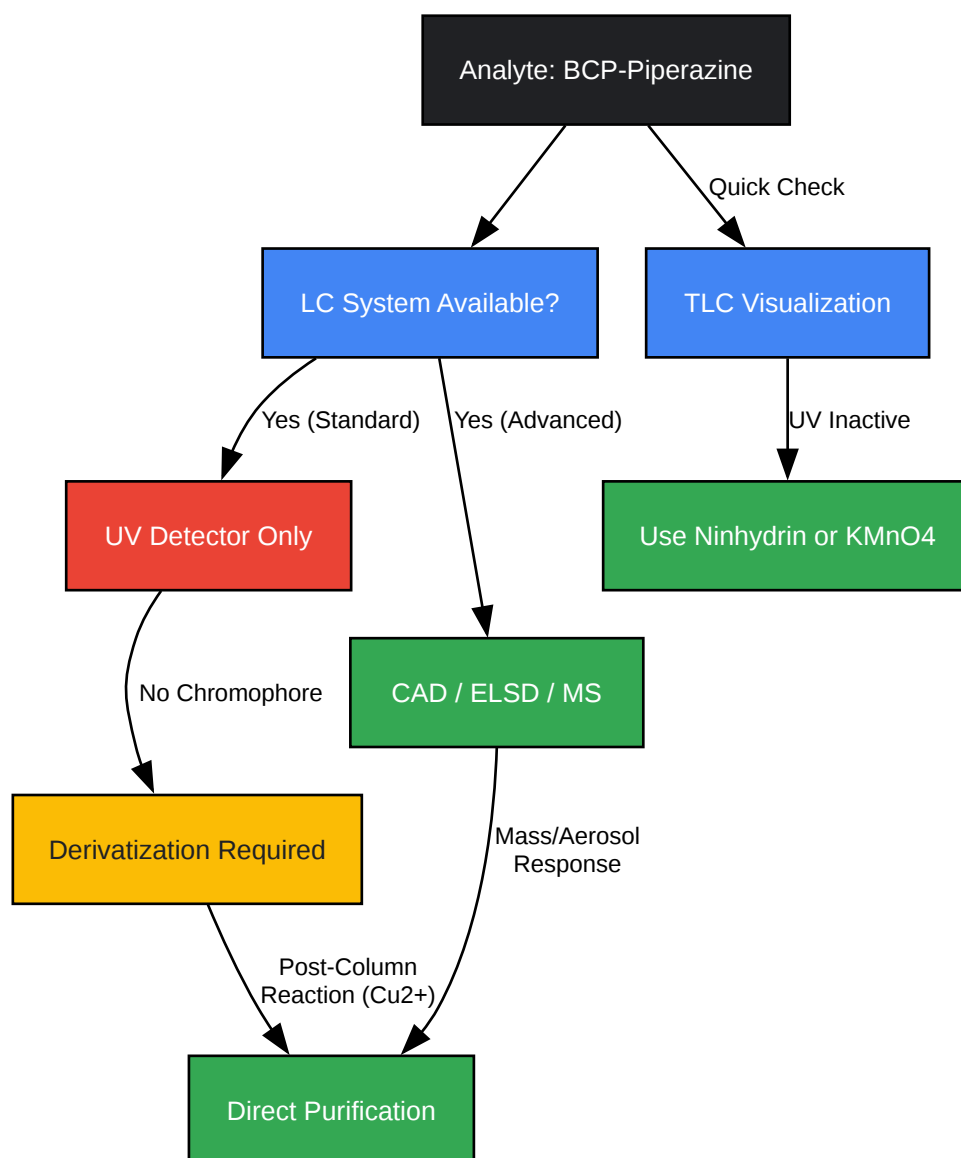 Analyte: BCP-Piperazine
Quick Check
LC System Available?
TLC Visualization
Yes (Standard)
Yes (Advanced)
UV Inactive
UV Detector Only
Use Ninhydrin or KMnO4
No Chromophore
CAD / ELSD / MS
Derivatization Required
Mass/Aerosol
Response
Post-Column
Reaction (Cu2+)
Direct Purification